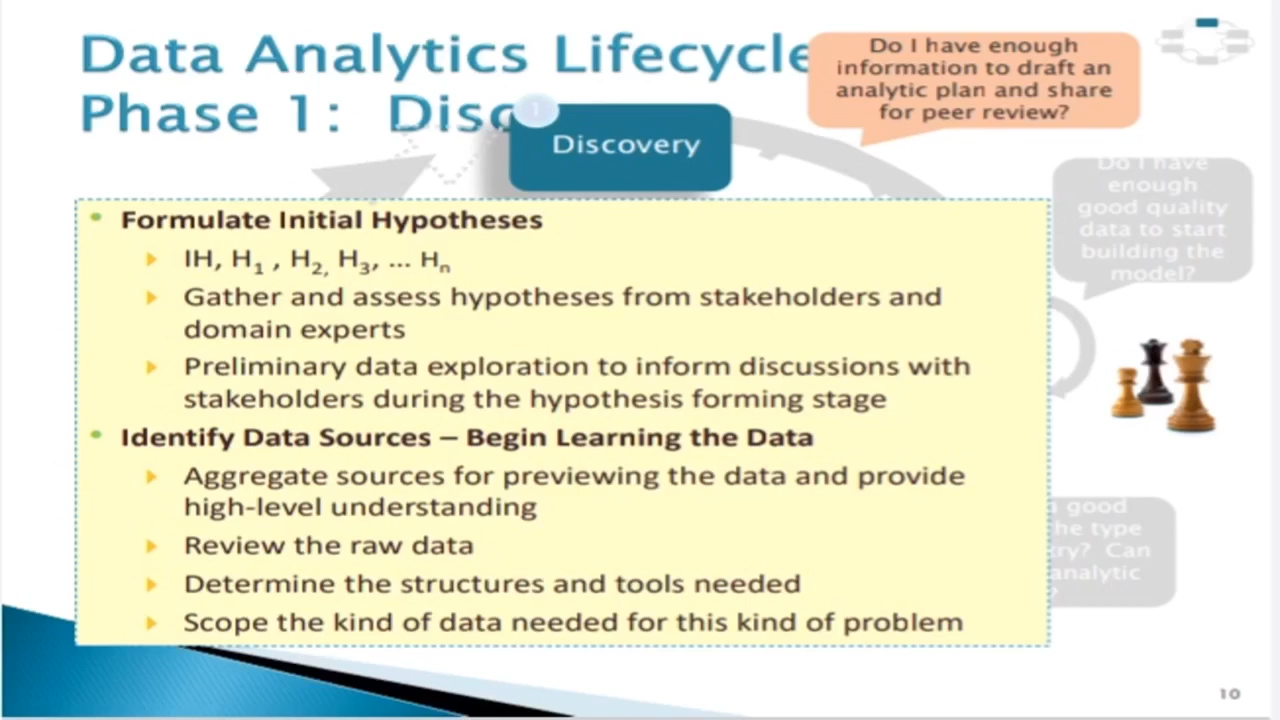 Data Analytics Lifecycle
Phase 1: Disc
1
Discovery
Do I have enough
information to draft an
analytic plan and share
for peer review?
Do I have
enough
good quality
data to start
building the
model?
• Formulate Initial Hypotheses
IH, H1 , H2, H3, ... Hn
Gather and assess hypotheses from stakeholders and
domain experts
Preliminary data exploration to inform discussions with
stakeholders during the hypothesis forming stage
• Identify Data Sources – Begin Learning the Data
Aggregate sources for previewing the data and provide
high-level understanding
Review the raw data
Determine the structures and tools needed
Scope the kind of data needed for this kind of problem
good
type
Can
analytic
?
10